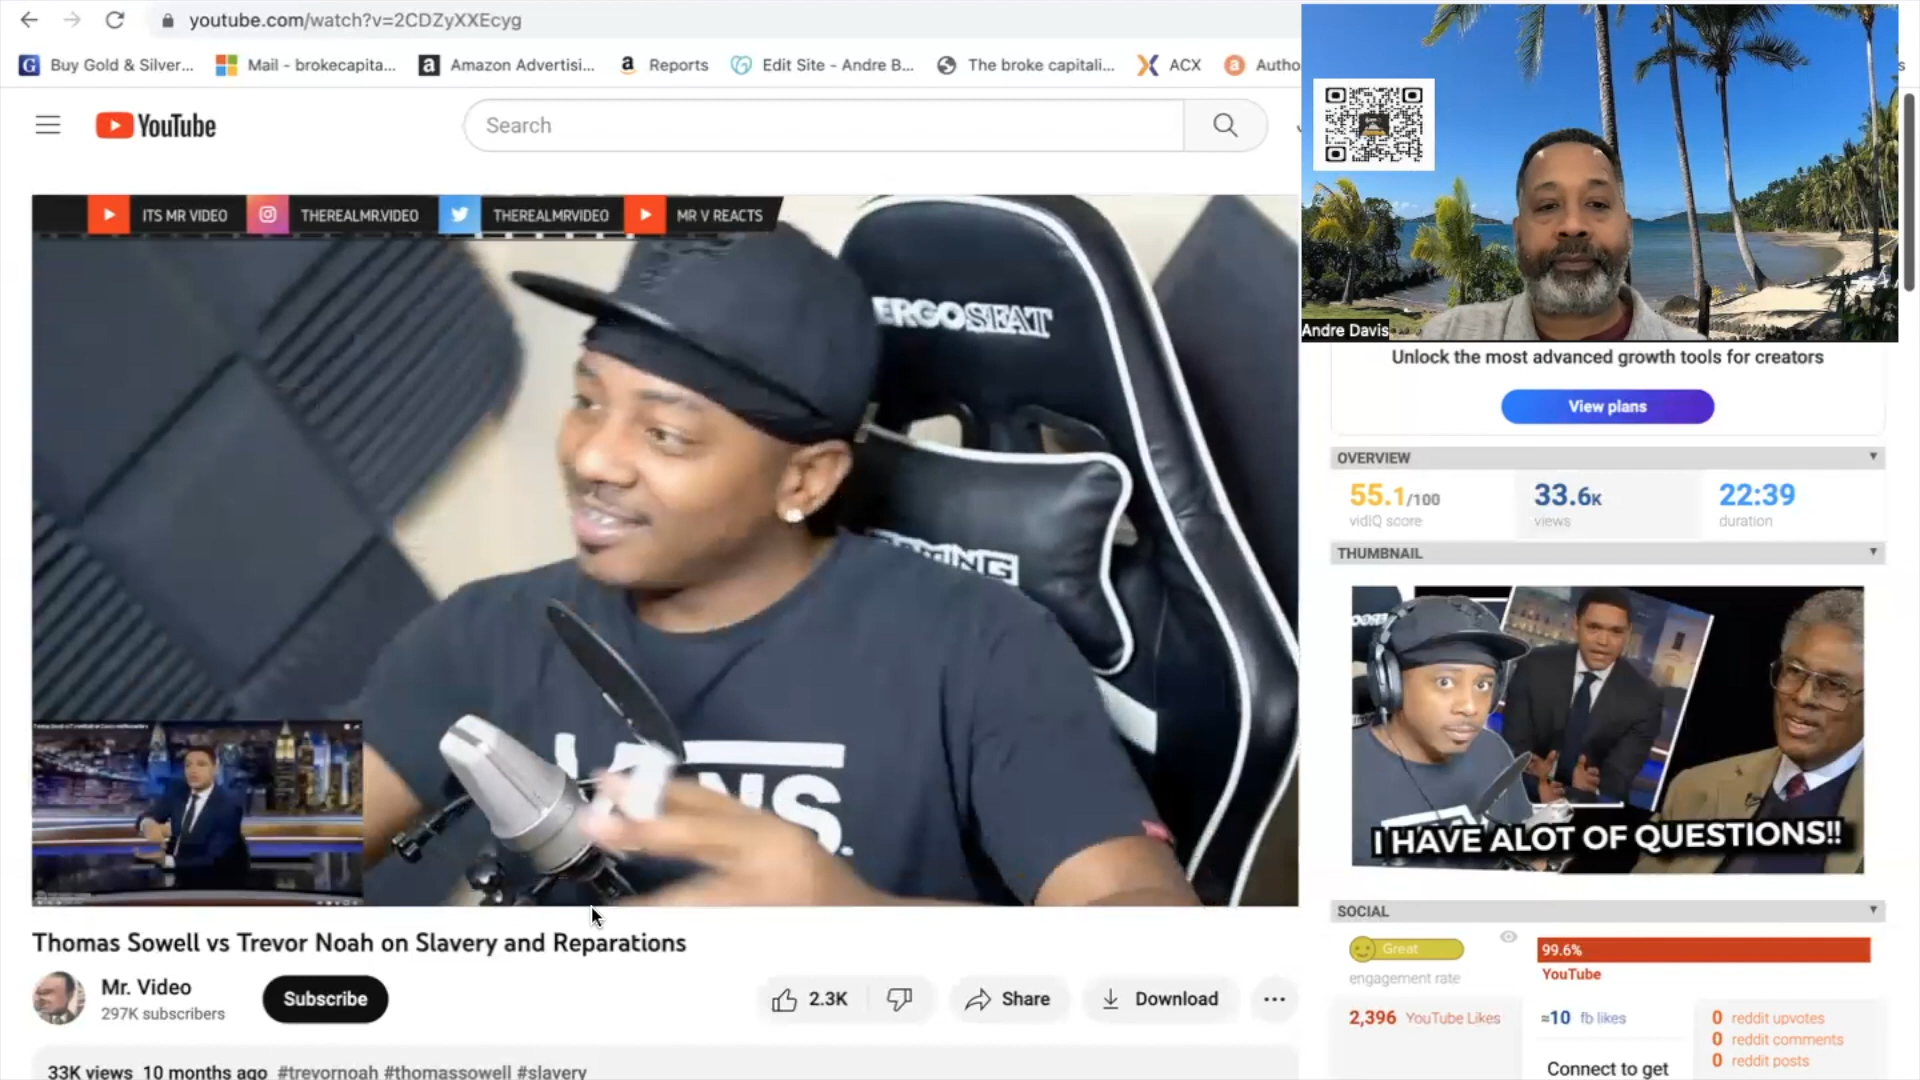 youtube.com/watch?v=2CDZyXXEcyg
G Buy Gold & Silver... Mail - brokecapita... a Amazon Advertisi... a Reports Edit Site - Andre B... The broke capitali... ACX a Autho
YouTube
Search
ITS MR VIDEO THEREALMR.VIDEO THEREALMRVIDEO MR V REACTS
ERGOSEAT
Andre Davis
Unlock the most advanced growth tools for creators
View plans
OVERVIEW
55.1/100 33.6K 22:39
vidIQ score views duration
THUMBNAIL
I HAVE ALOT OF QUESTIONS!!
Thomas Sowell vs Trevor Noah on Slavery and Reparations
Mr. Video
297K subscribers
Subscribe
2.3K Share Download
SOCIAL
Great 99.6%
engagement rate YouTube
2,396 YouTube Likes ≈10 fb likes 0 reddit upvotes
0 reddit comments
0 reddit posts
Connect to get
33K views 10 months ago #trevornoah #thomassowell #slavery